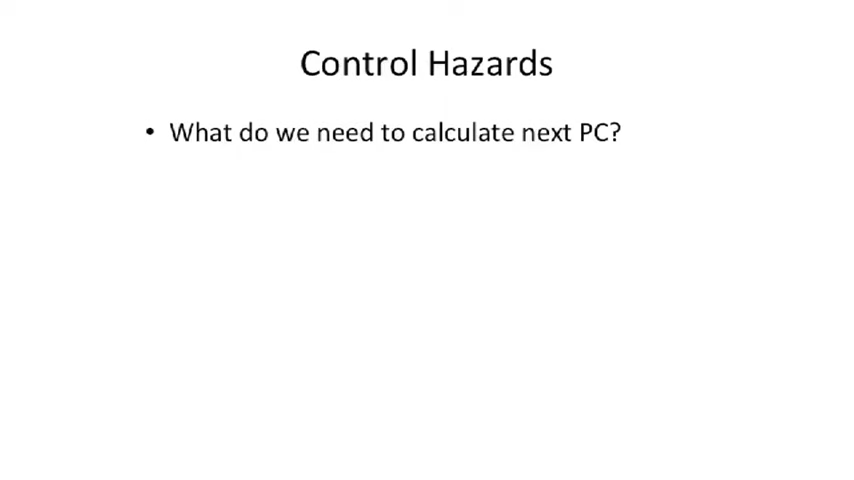 Control Hazards
• What do we need to calculate next PC?